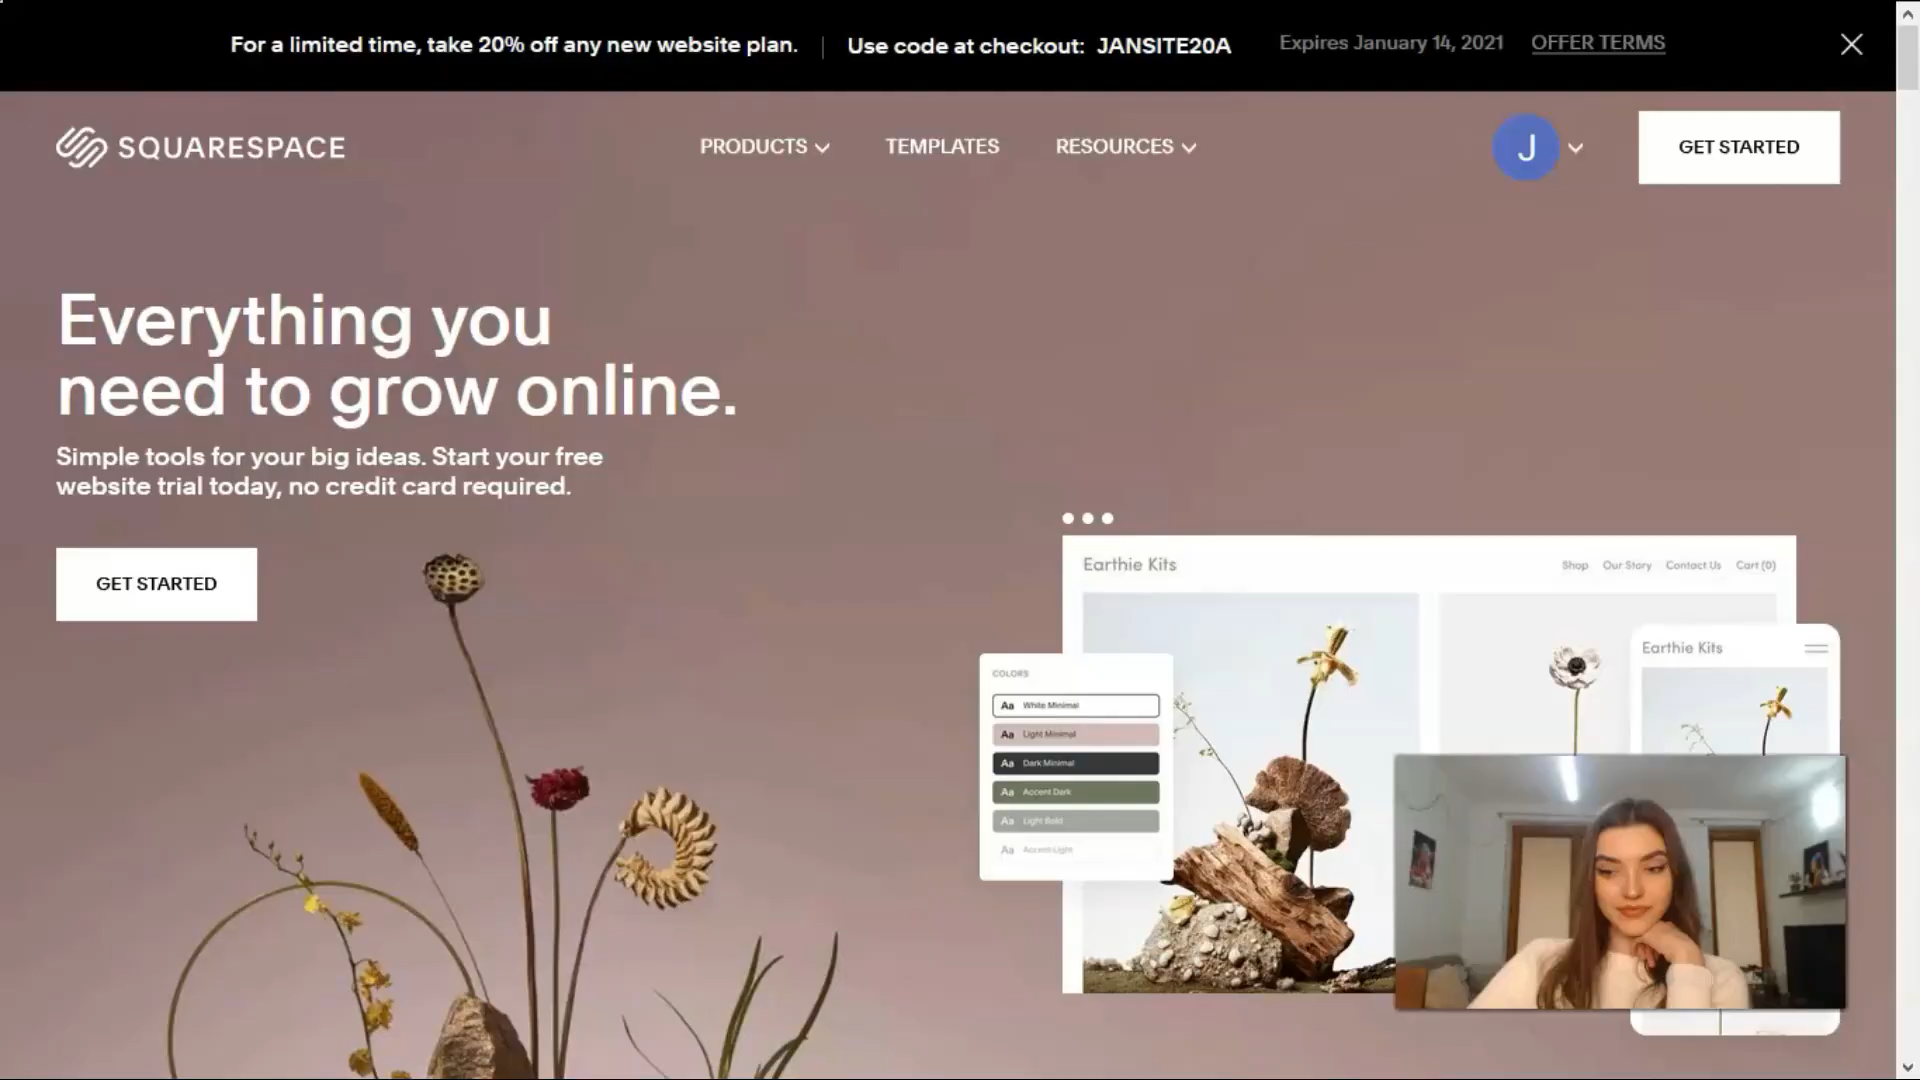 For a limited time, take 20% off any new website plan.
Use code at checkout: JANSITE20A
Expires January 14, 2021
OFFER TERMS
SQUARESPACE
PRODUCTS
TEMPLATES
RESOURCES
J
GET STARTED
Everything you
need to grow online.
Simple tools for your big ideas. Start your free
website trial today, no credit card required.
GET STARTED
Earthie Kits
Shop
Our Story
Contact Us
Cart (0)
Earthie Kits
COLORS
Aa White Minimal
Aa Light Minimal
Aa Dark Minimal
Aa Accent Dark
Aa Light Bold
Aa Accent Light